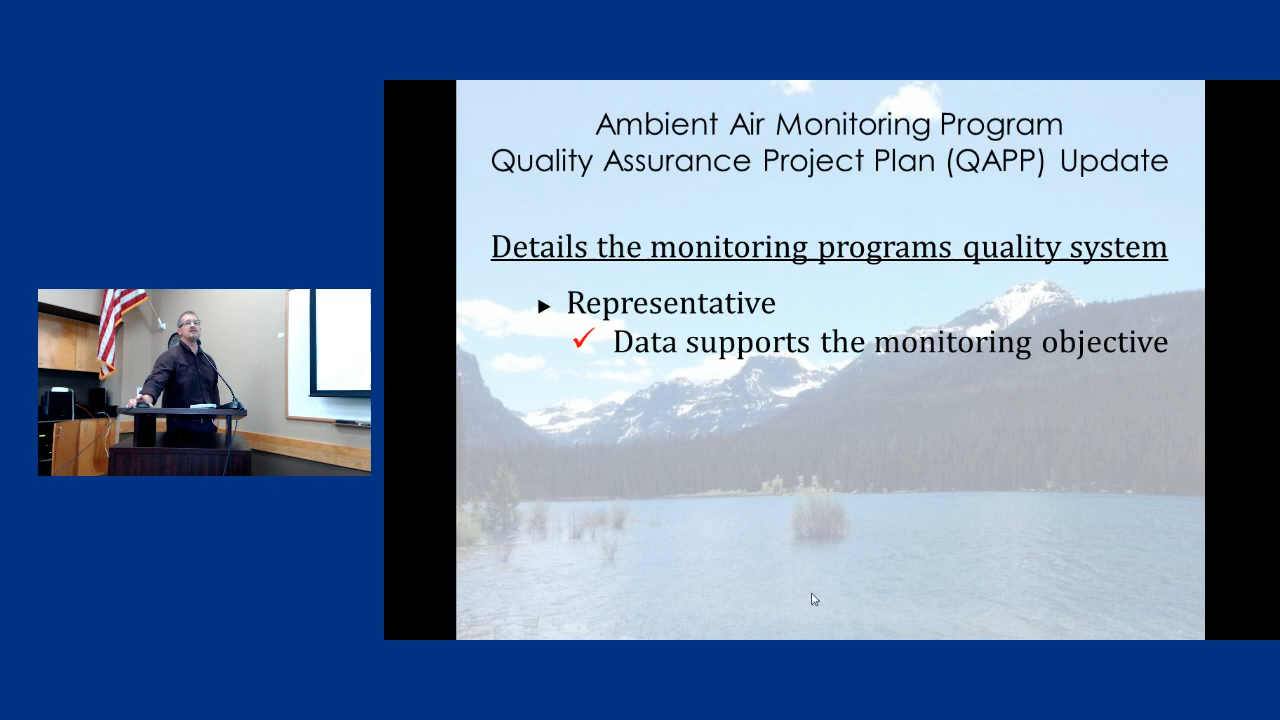 Ambient Air Monitoring Program
Quality Assurance Project Plan (QAPP) Update
Details the monitoring programs quality system
Representative
Data supports the monitoring objective